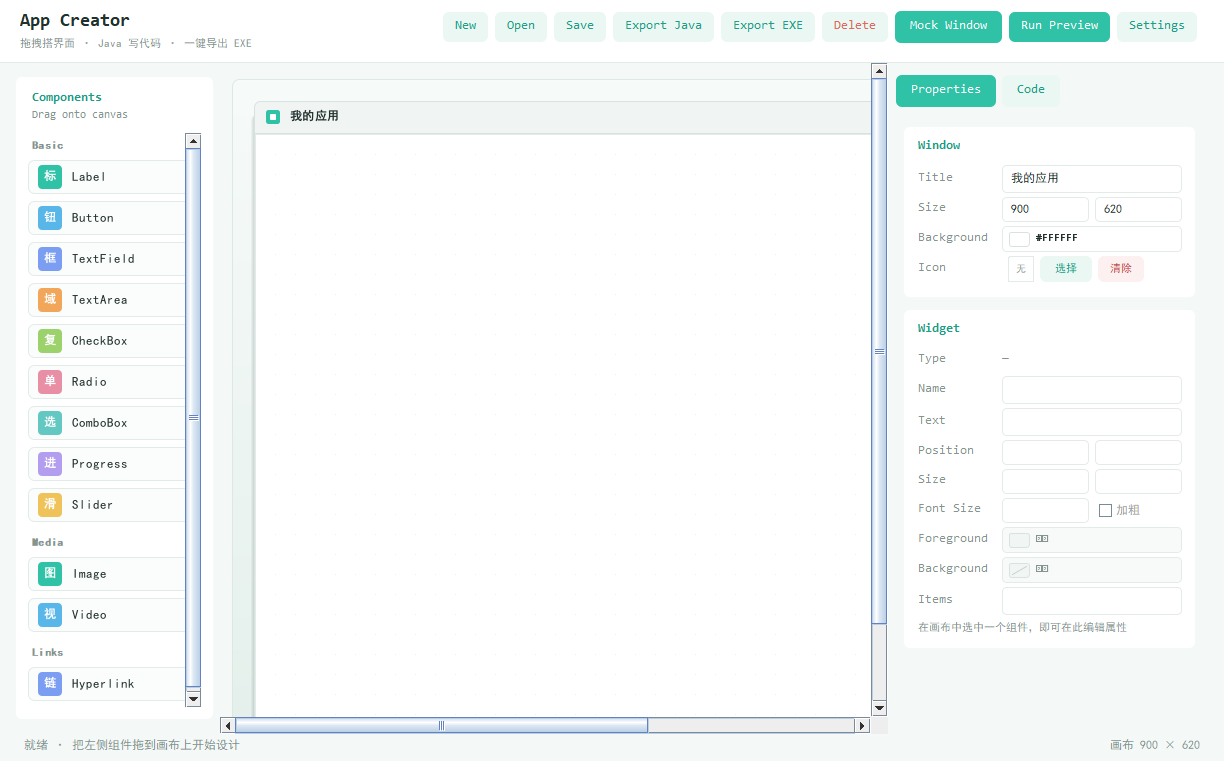 App Creator
拖拽搭界面 · Java 写代码 · 一键导出 EXE
New
Open
Save
Export Java
Export EXE
Delete
Mock Window
Run Preview
Settings
Components
Drag onto canvas
Basic
标 Label
钮 Button
框 TextField
域 TextArea
复 CheckBox
单 Radio
选 ComboBox
进 Progress
滑 Slider
Media
图 Image
视 Video
Links
链 Hyperlink
我的应用
Properties
Code
Window
Title 我的应用
Size 900 620
Background #FFFFFF
Icon 无 选择 清除
Widget
Type —
Name
Text
Position
Size
Font Size 加粗
Foreground
Background
Items
在画布中选中一个组件，即可在此编辑属性
就绪 · 把左侧组件拖到画布上开始设计
画布 900 × 620